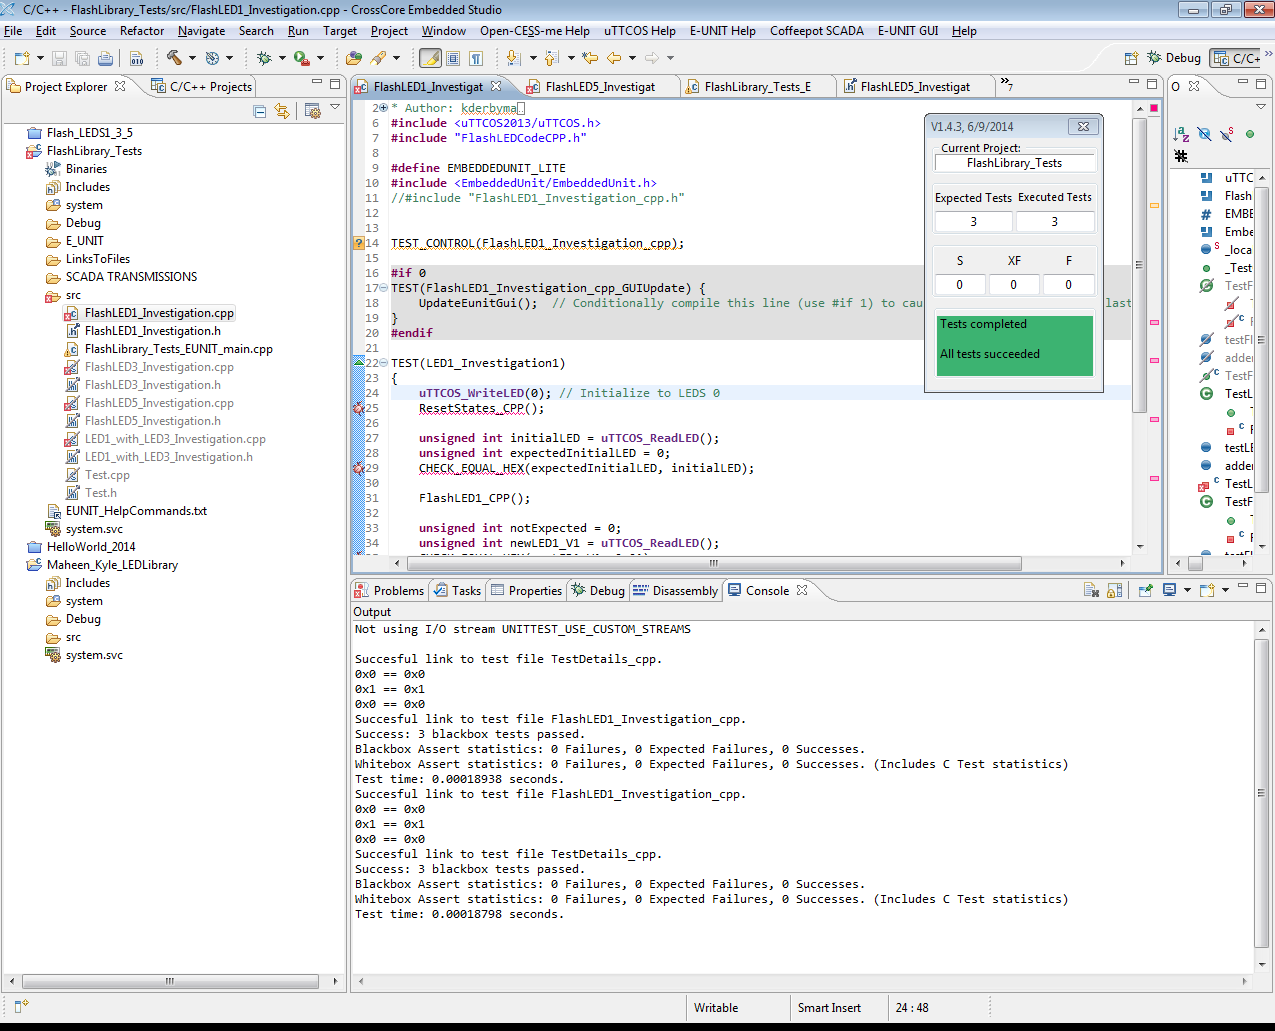 C/C++ - FlashLibrary_Tests/src/FlashLED1_Investigation.cpp - CrossCore Embedded Studio
File Edit Source Refactor Navigate Search Run Target Project Window Open-CESS-me Help uTTCOS Help E-UNIT Help Coffeepot SCADA E-UNIT GUI Help
Debug C/C+
Project Explorer C/C++ Projects
Flash_LEDS1_3_5
FlashLibrary_Tests
Binaries
Includes
system
Debug
E_UNIT
LinksToFiles
SCADA TRANSMISSIONS
src
FlashLED1_Investigation.cpp
FlashLED1_Investigation.h
FlashLibrary_Tests_EUNIT_main.cpp
FlashLED3_Investigation.cpp
FlashLED3_Investigation.h
FlashLED5_Investigation.cpp
FlashLED5_Investigation.h
LED1_with_LED3_Investigation.cpp
LED1_with_LED3_Investigation.h
Test.cpp
Test.h
EUNIT_HelpCommands.txt
system.svc
HelloWorld_2014
Maheen_Kyle_LEDLibrary
Includes
system
Debug
src
system.svc
FlashLED1_Investigat FlashLED5_Investigat FlashLibrary_Tests_E FlashLED5_Investigat »7
2 * Author: kderbyma
6 #include <uTTCOS2013/uTTCOS.h>
7 #include "FlashLEDCodeCPP.h"
8
9 #define EMBEDDEDUNIT_LITE
10 #include <EmbeddedUnit/EmbeddedUnit.h>
11 //#include "FlashLED1_Investigation_cpp.h"
12
13
14 TEST_CONTROL(FlashLED1_Investigation_cpp);
15
16 #if 0
17 TEST(FlashLED1_Investigation_cpp_GUIUpdate) {
18 UpdateEunitGui(); // Conditionally compile this line (use #if 1) to cau last
19 }
20 #endif
21
22 TEST(LED1_Investigation1)
23 {
24 uTTCOS_WriteLED(0); // Initialize to LEDS 0
25 ResetStates_CPP();
26
27 unsigned int initialLED = uTTCOS_ReadLED();
28 unsigned int expectedInitialLED = 0;
29 CHECK_EQUAL_HEX(expectedInitialLED, initialLED);
30
31 FlashLED1_CPP();
32
33 unsigned int notExpected = 0;
34 unsigned int newLED1_V1 = uTTCOS_ReadLED();
V1.4.3, 6/9/2014
Current Project:
FlashLibrary_Tests
Expected Tests Executed Tests
3 3
S XF F
0 0 0
Tests completed
All tests succeeded
O
uTTC
Flash
EMB
Embe
_loca
_Test
TestF
F
testFl
adder
TestF
TestL
T
F
testLE
adder
TestL
TestF
T
F
Problems Tasks Properties Debug Disassembly Console
Output
Not using I/O stream UNITTEST_USE_CUSTOM_STREAMS
Succesful link to test file TestDetails_cpp.
0x0 == 0x0
0x1 == 0x1
0x0 == 0x0
Succesful link to test file FlashLED1_Investigation_cpp.
Success: 3 blackbox tests passed.
Blackbox Assert statistics: 0 Failures, 0 Expected Failures, 0 Successes.
Whitebox Assert statistics: 0 Failures, 0 Expected Failures, 0 Successes. (Includes C Test statistics)
Test time: 0.00018938 seconds.
Succesful link to test file FlashLED1_Investigation_cpp.
0x0 == 0x0
0x1 == 0x1
0x0 == 0x0
Succesful link to test file TestDetails_cpp.
Success: 3 blackbox tests passed.
Blackbox Assert statistics: 0 Failures, 0 Expected Failures, 0 Successes.
Whitebox Assert statistics: 0 Failures, 0 Expected Failures, 0 Successes. (Includes C Test statistics)
Test time: 0.00018798 seconds.
Writable Smart Insert 24 : 48